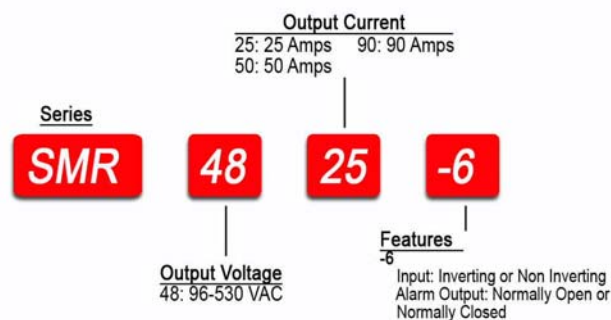 Output Current
25: 25 Amps 90: 90 Amps
50: 50 Amps
Series
SMR 48 25 -6
Output Voltage
48: 96-530 VAC
Features
-6
Input: Inverting or Non Inverting
Alarm Output: Normally Open or
Normally Closed